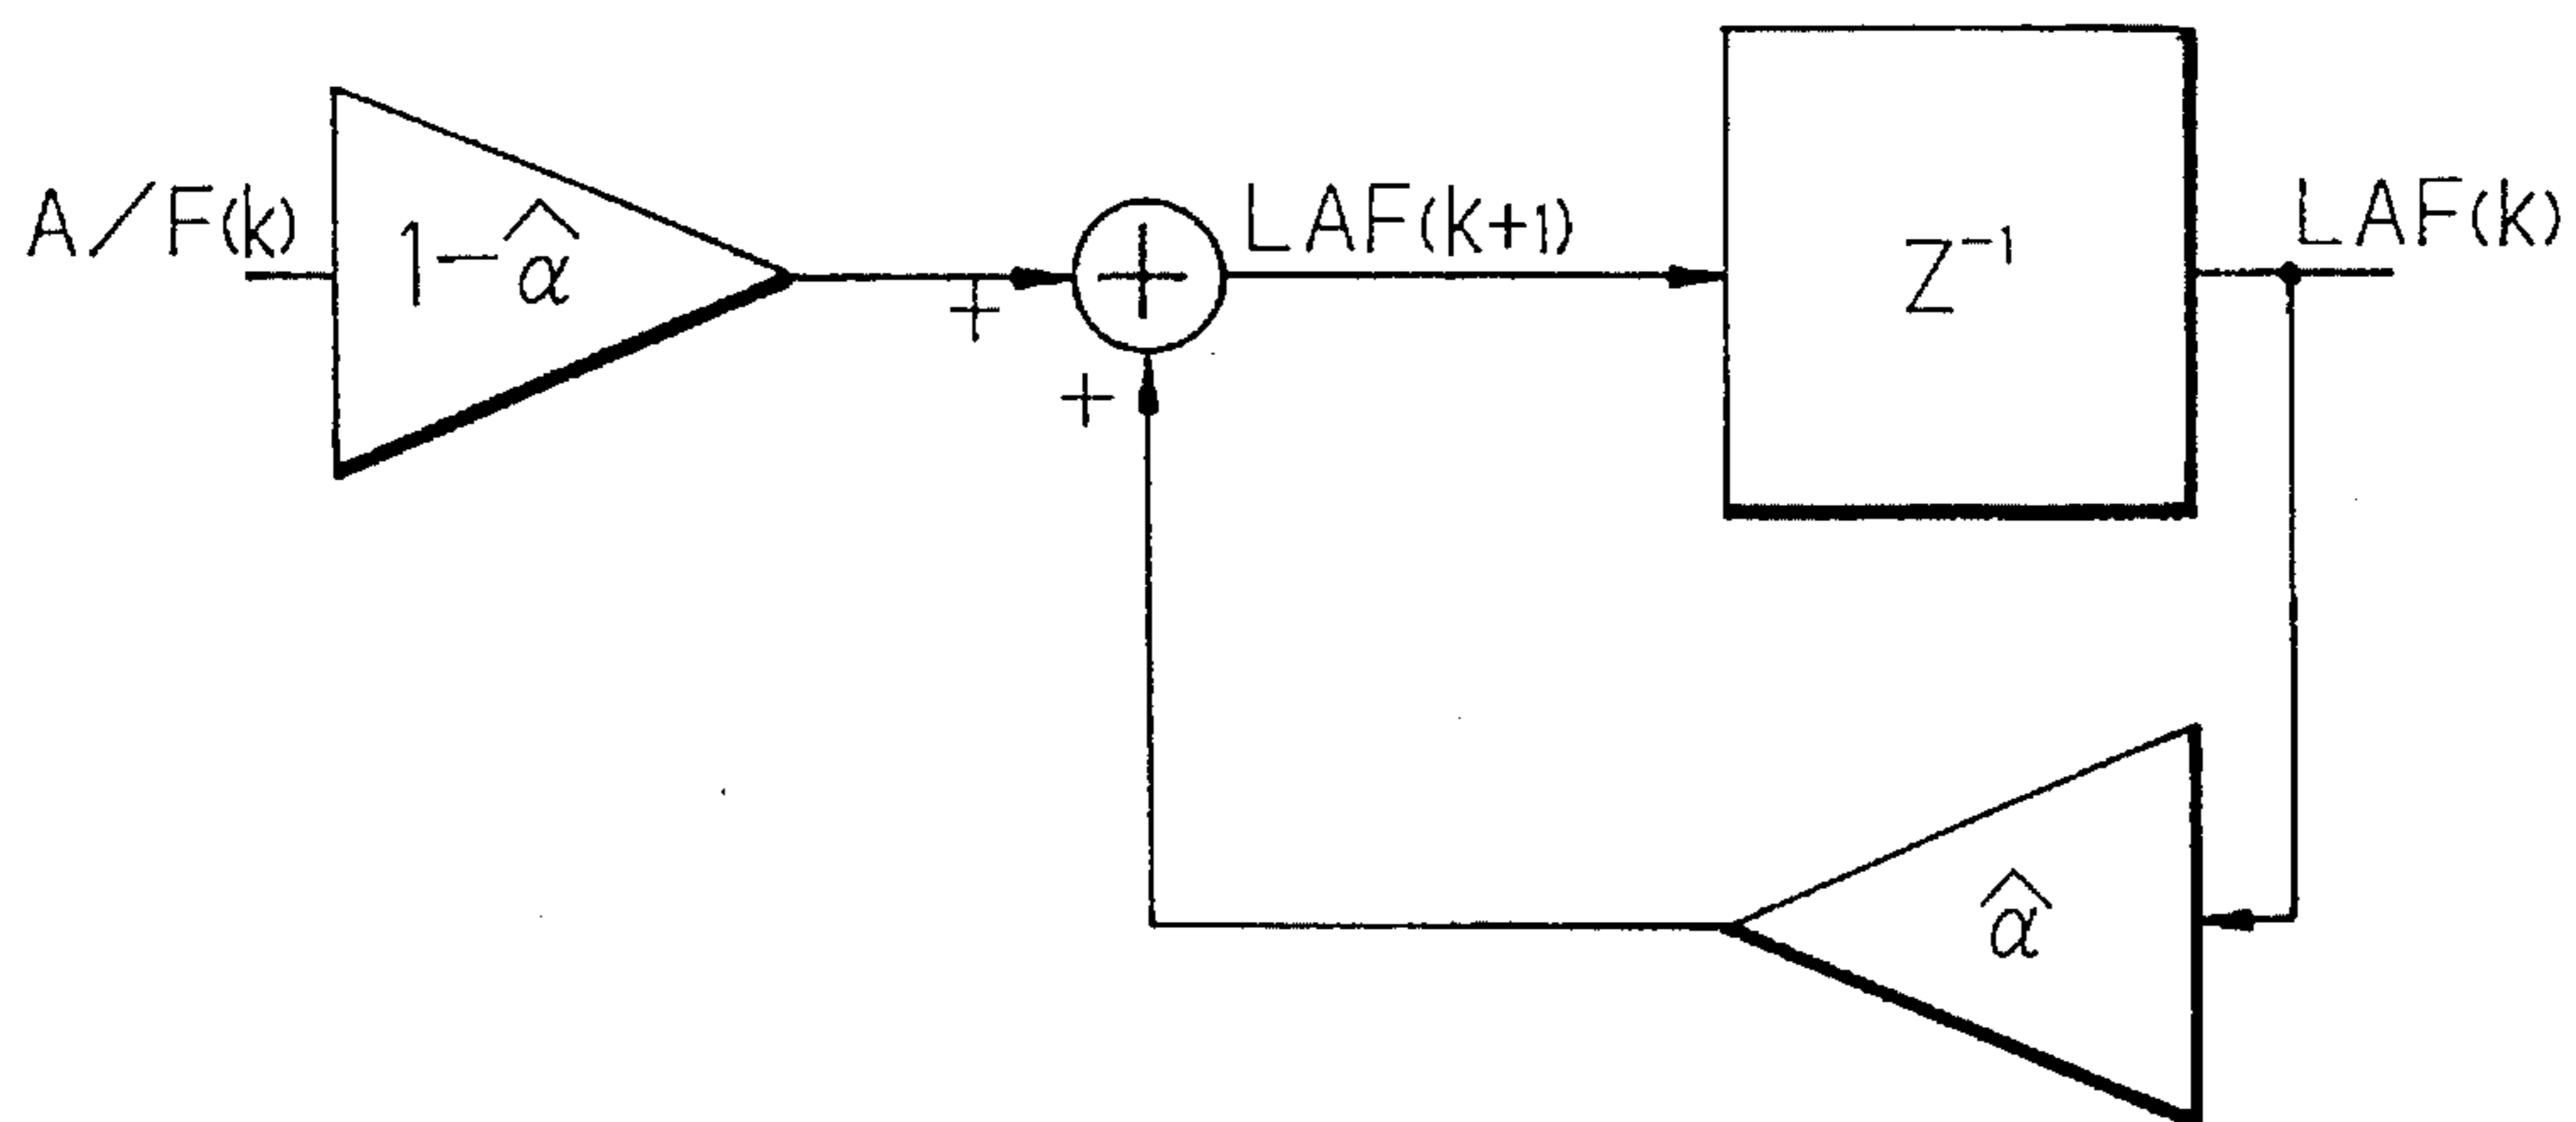 A/F(k)
1-α̂
+
+
+
LAF(k+1)
Z⁻¹
LAF(k)
α̂